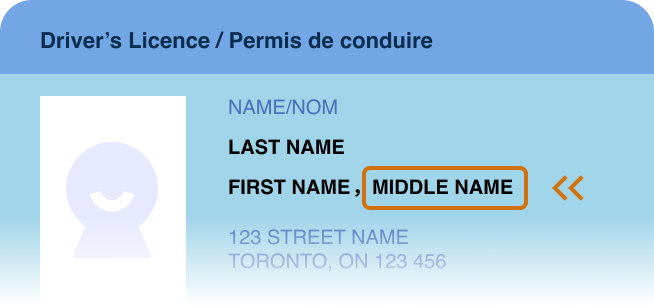 Driver’s Licence / Permis de conduire
NAME/NOM
LAST NAME
FIRST NAME, MIDDLE NAME
123 STREET NAME
TORONTO, ON 123 456